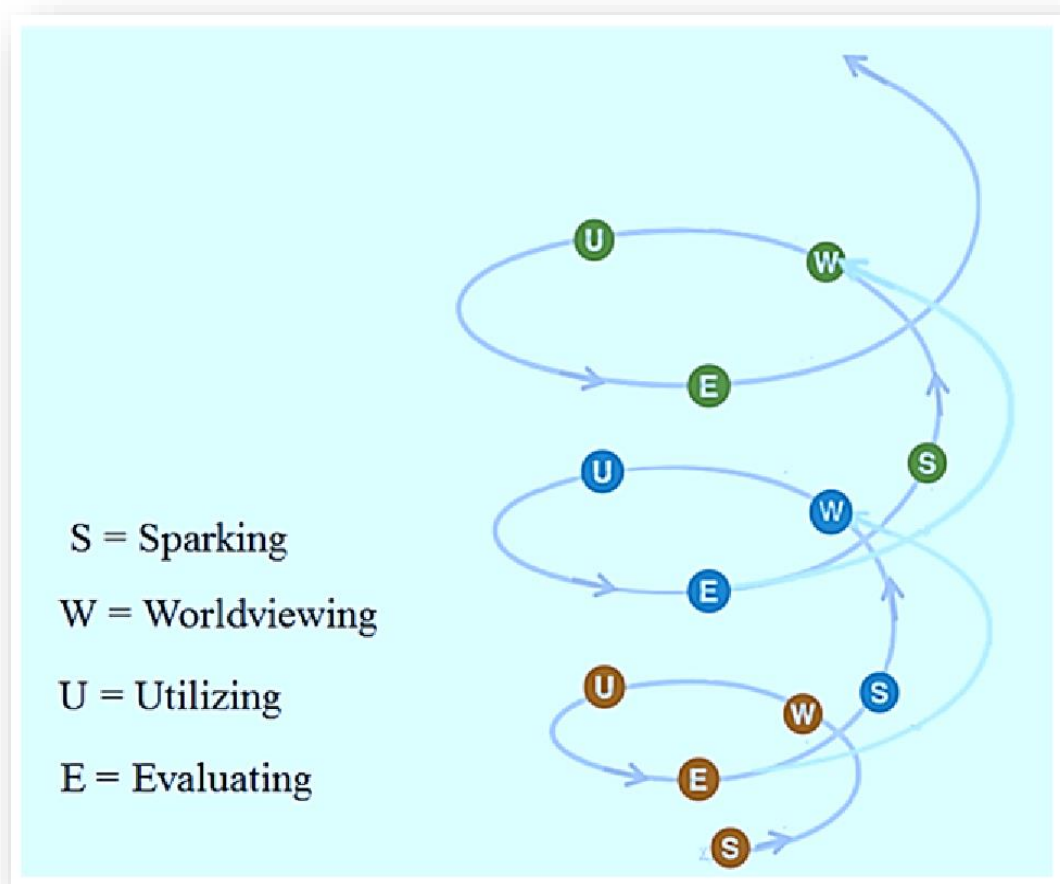 U
W
E
S
U
W
E
S = Sparking
W = Worldviewing
U = Utilizing
E = Evaluating
U
W
S
E
S